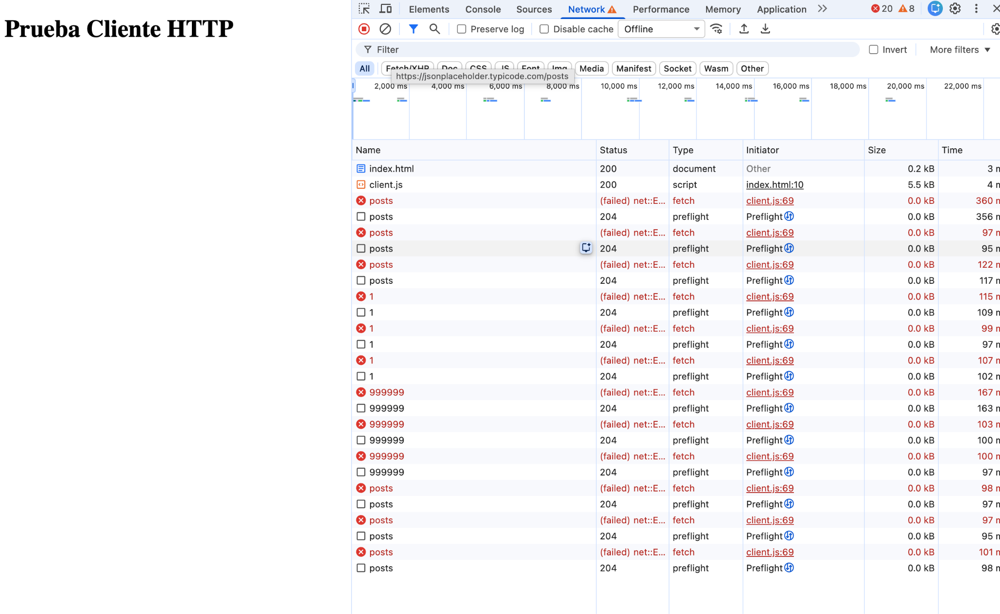 Prueba Cliente HTTP
Elements Console Sources Network Performance Memory Application 20 8
Preserve log Disable cache Offline
Filter Invert More filters
All Fetch/XHR Doc CSS JS Font Img Media Manifest Socket Wasm Other
https://jsonplaceholder.typicode.com/posts
2,000 ms 4,000 ms 6,000 ms 8,000 ms 10,000 ms 12,000 ms 14,000 ms 16,000 ms 18,000 ms 20,000 ms 22,000 ms
Name Status Type Initiator Size Time
index.html 200 document Other 0.2 kB 3 m
client.js 200 script index.html:10 5.5 kB 4 m
posts (failed) net::E... fetch client.js:69 0.0 kB 360 m
posts 204 preflight Preflight 0.0 kB 356 m
posts (failed) net::E... fetch client.js:69 0.0 kB 97 m
posts 204 preflight Preflight 0.0 kB 95 m
posts (failed) net::E... fetch client.js:69 0.0 kB 122 m
posts 204 preflight Preflight 0.0 kB 117 m
1 (failed) net::E... fetch client.js:69 0.0 kB 115 m
1 204 preflight Preflight 0.0 kB 109 m
1 (failed) net::E... fetch client.js:69 0.0 kB 99 m
1 204 preflight Preflight 0.0 kB 97 m
1 (failed) net::E... fetch client.js:69 0.0 kB 107 m
1 204 preflight Preflight 0.0 kB 102 m
999999 (failed) net::E... fetch client.js:69 0.0 kB 167 m
999999 204 preflight Preflight 0.0 kB 163 m
999999 (failed) net::E... fetch client.js:69 0.0 kB 103 m
999999 204 preflight Preflight 0.0 kB 100 m
999999 (failed) net::E... fetch client.js:69 0.0 kB 100 m
999999 204 preflight Preflight 0.0 kB 97 m
posts (failed) net::E... fetch client.js:69 0.0 kB 98 m
posts 204 preflight Preflight 0.0 kB 97 m
posts (failed) net::E... fetch client.js:69 0.0 kB 97 m
posts 204 preflight Preflight 0.0 kB 95 m
posts (failed) net::E... fetch client.js:69 0.0 kB 101 m
posts 204 preflight Preflight 0.0 kB 98 m